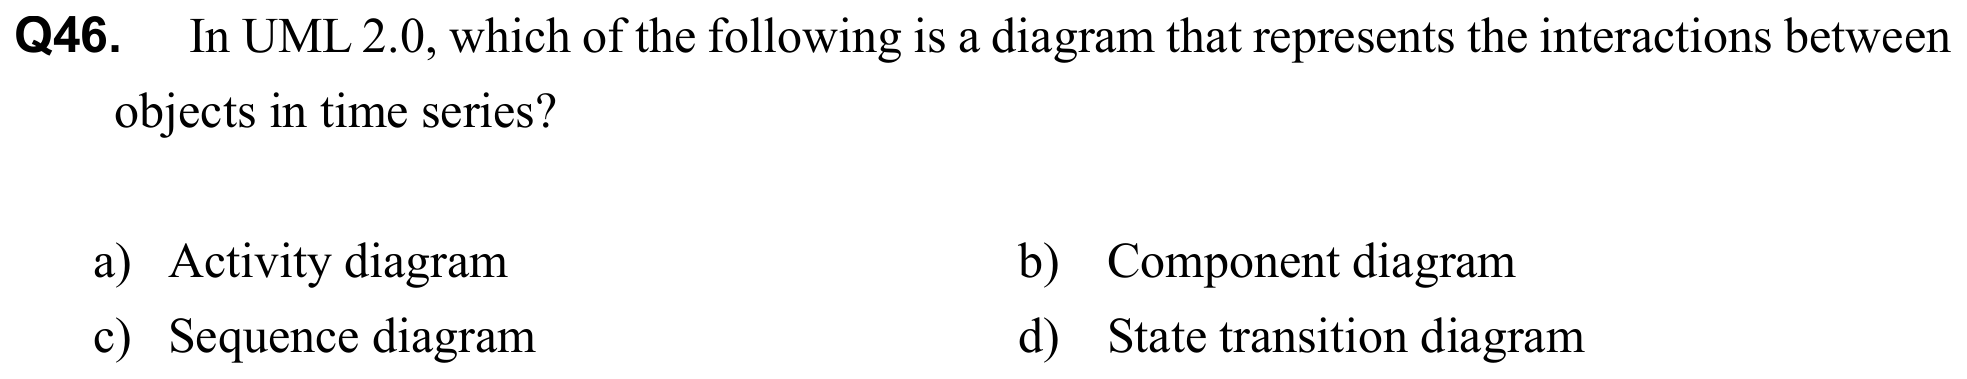 Q46. In UML 2.0, which of the following is a diagram that represents the interactions between
objects in time series?
a) Activity diagram b) Component diagram
c) Sequence diagram d) State transition diagram